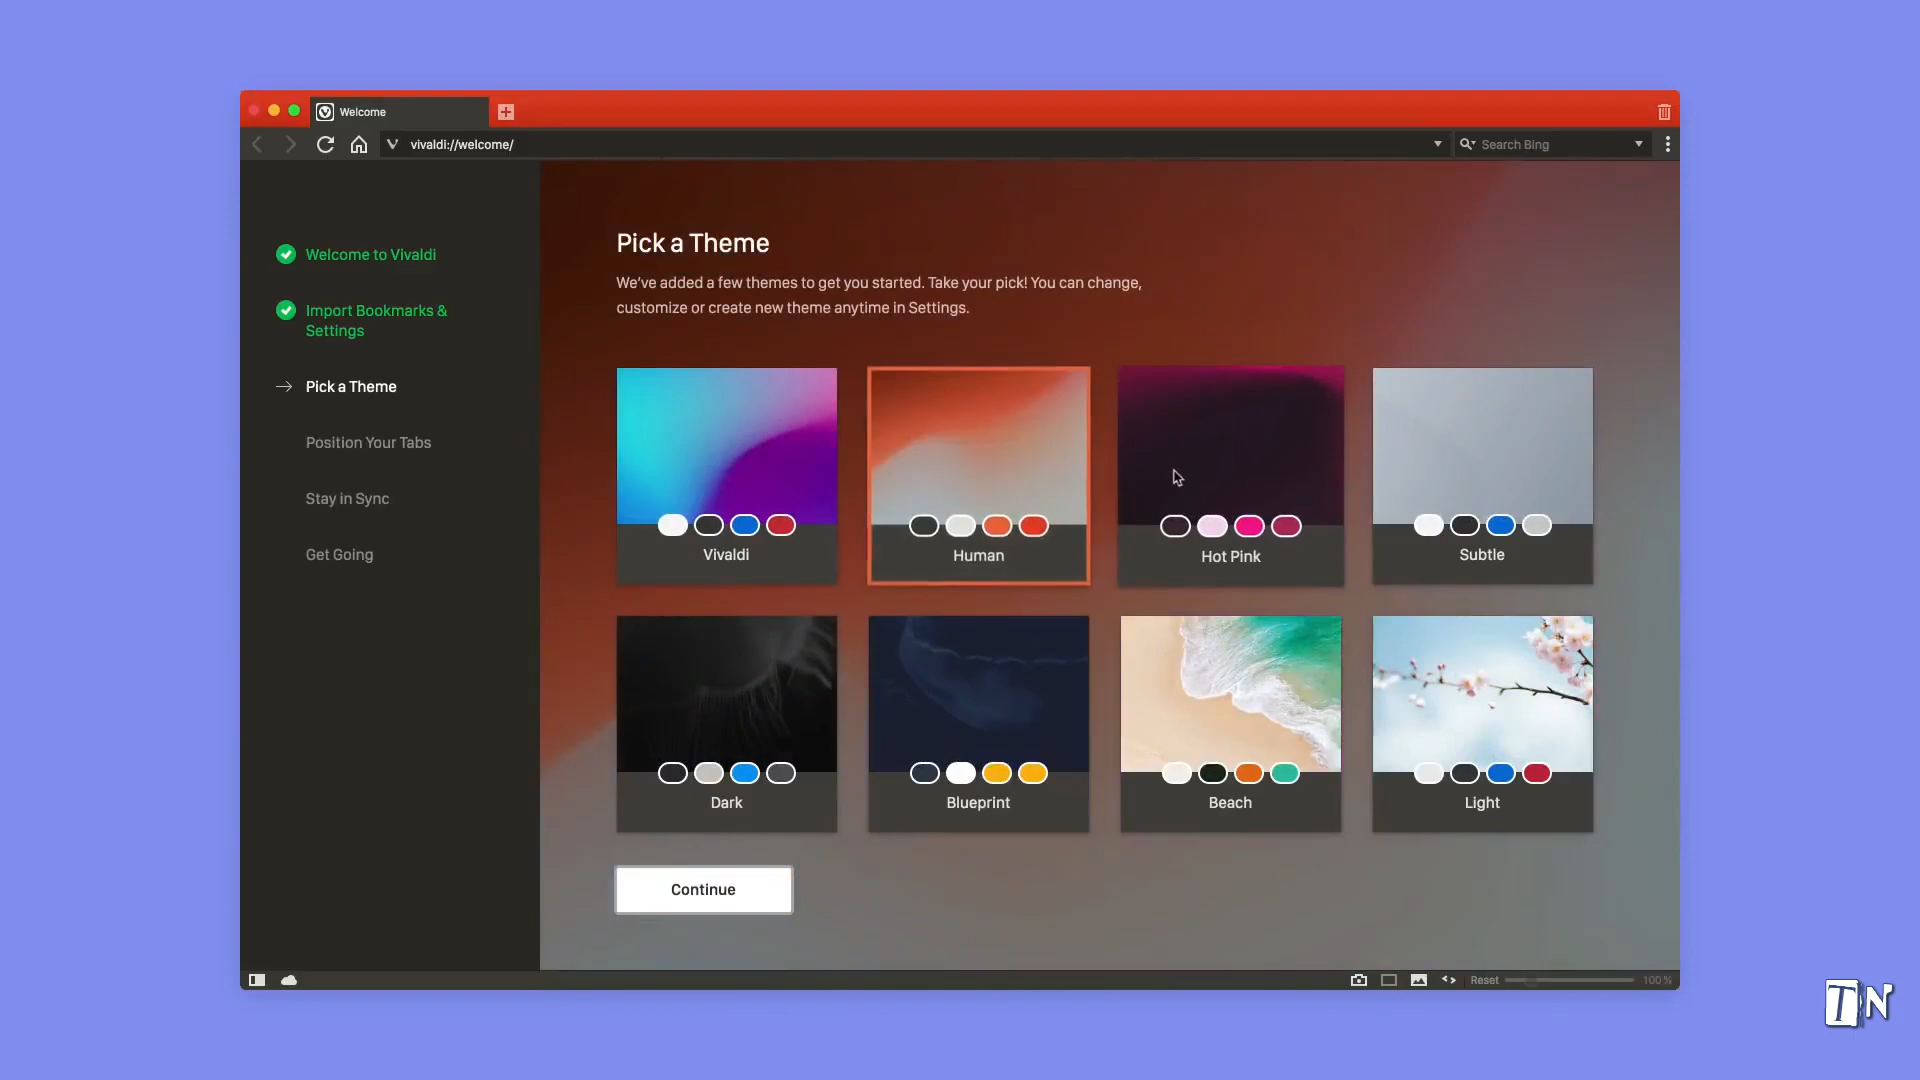 Welcome
vivaldi://welcome/
Search Bing
Welcome to Vivaldi
Import Bookmarks &
Settings
Pick a Theme
Position Your Tabs
Stay in Sync
Get Going
Pick a Theme
We've added a few themes to get you started. Take your pick! You can change,
customize or create new theme anytime in Settings.
Vivaldi
Human
Hot Pink
Subtle
Dark
Blueprint
Beach
Light
Continue
Reset
100 %
TN